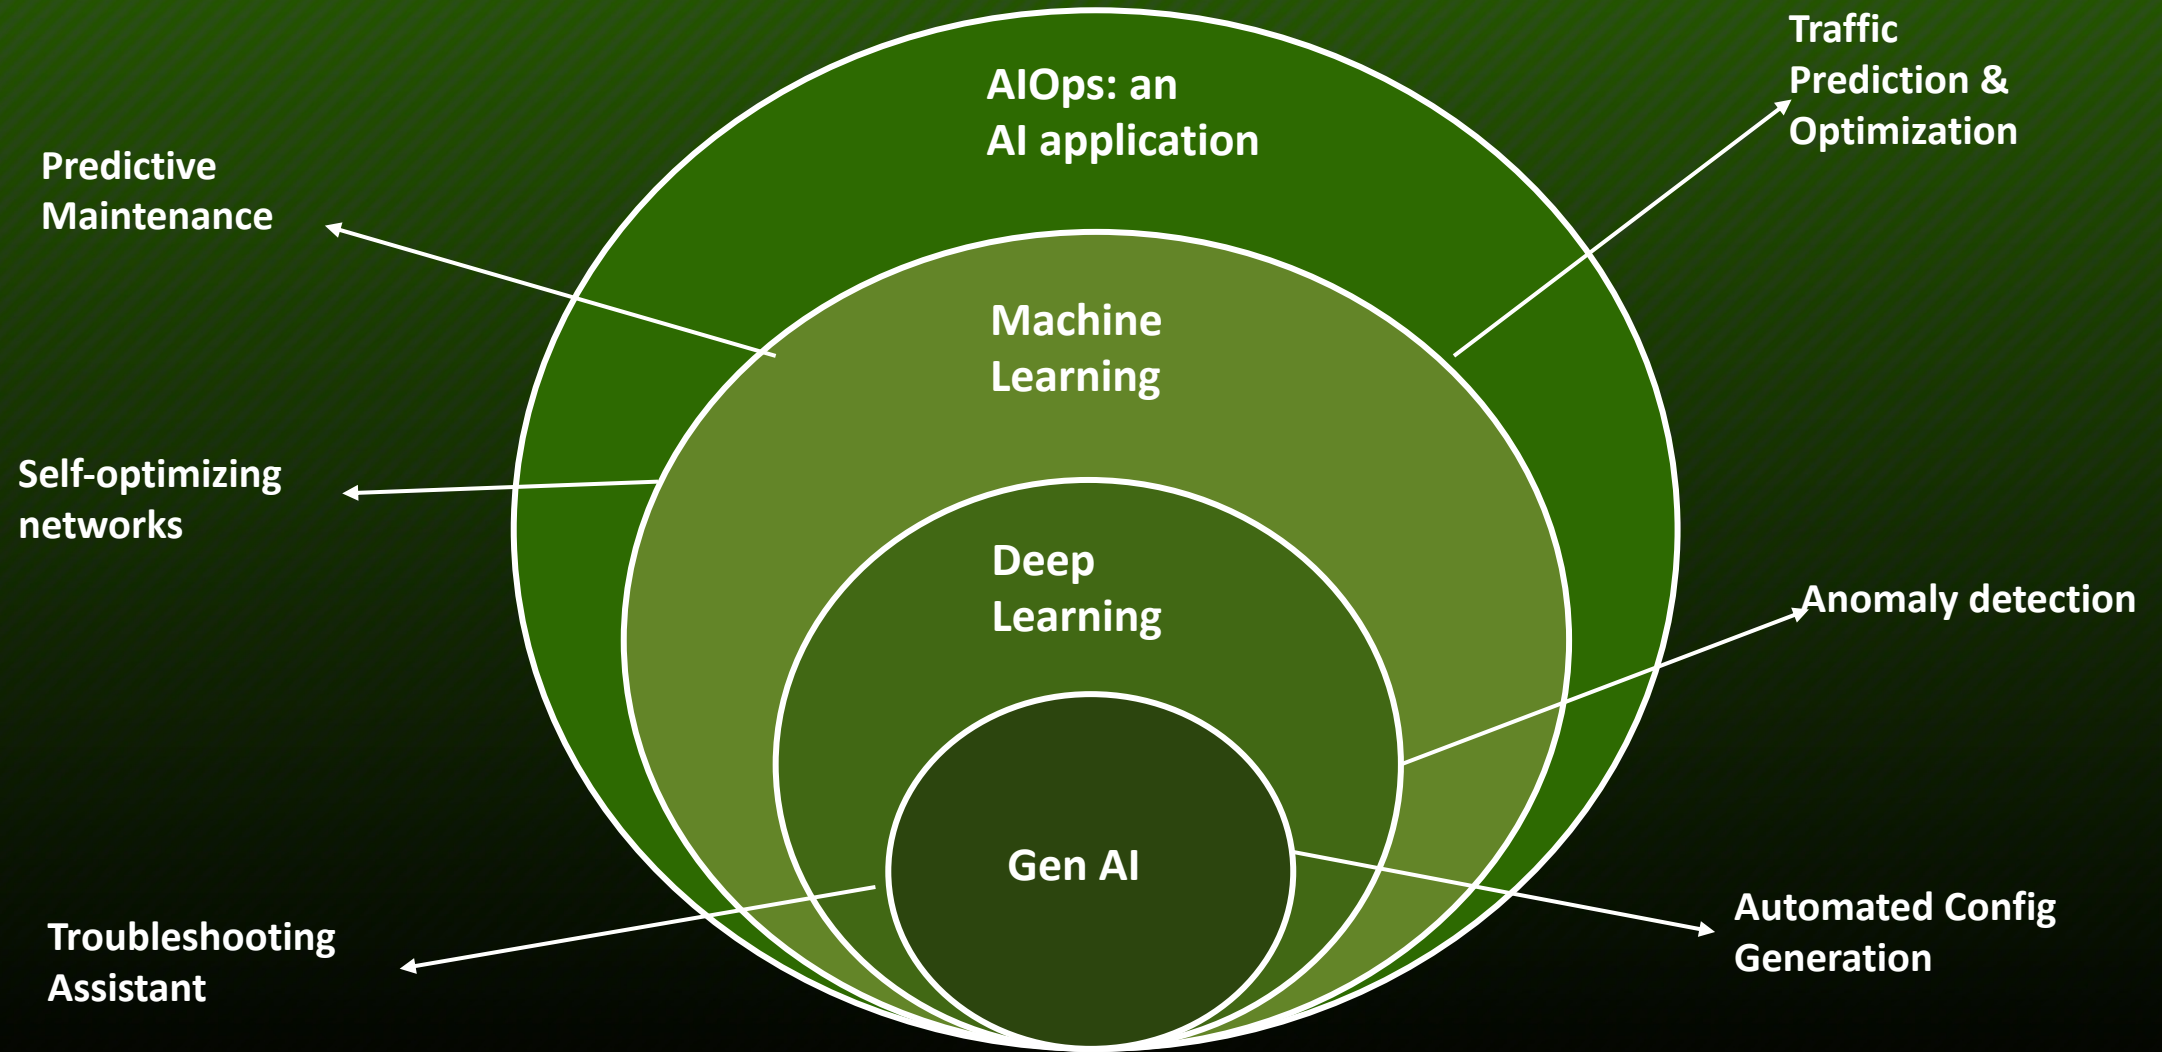 AIOps: an
AI application
Machine
Learning
Deep
Learning
Gen AI
Predictive
Maintenance
Self-optimizing
networks
Troubleshooting
Assistant
Traffic
Prediction &
Optimization
Anomaly detection
Automated Config
Generation